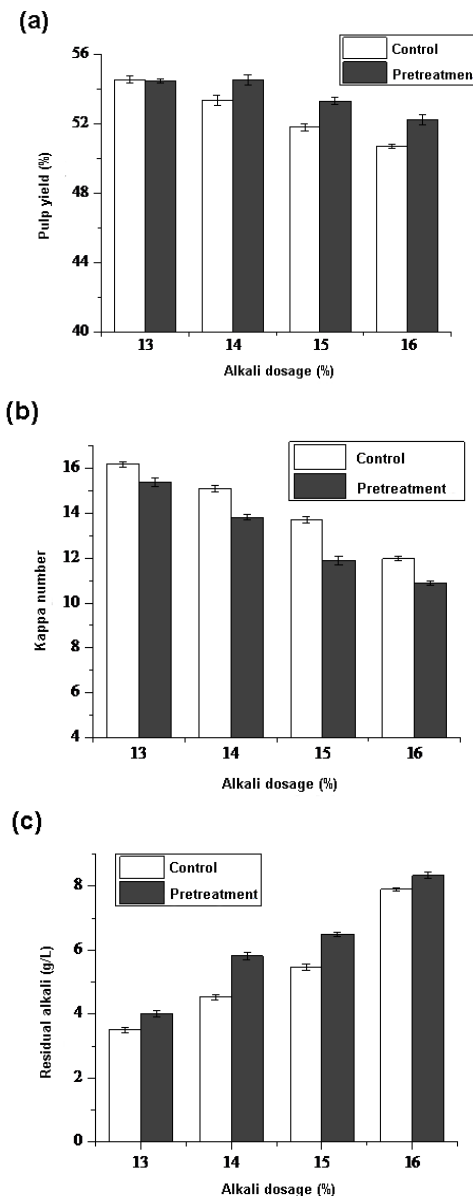 (a)
56
52
48
44
40
Pulp yield (%)
Control
Pretreatmen
13
14
15
16
Alkali dosage (%)
(b)
16
14
12
10
8
6
4
Kappa number
Control
Pretreatment
13
14
15
16
Alkali dosage (%)
(c)
8
6
4
2
0
Residual alkali (g/L)
Control
Pretreatment
13
14
15
16
Alkali dosage (%)